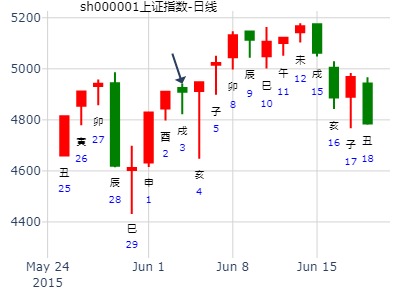 sh000001上证指数-日线
5200
5000
4800
4600
4400
丑
25
寅
26
卯
27
辰
28
巳
29
申
1
酉
2
戌
3
亥
4
子
5
卯
8
辰
9
巳
10
午
11
未
12
戌
15
亥
16
子
17
丑
18
May 24
2015
Jun 1
Jun 8
Jun 15